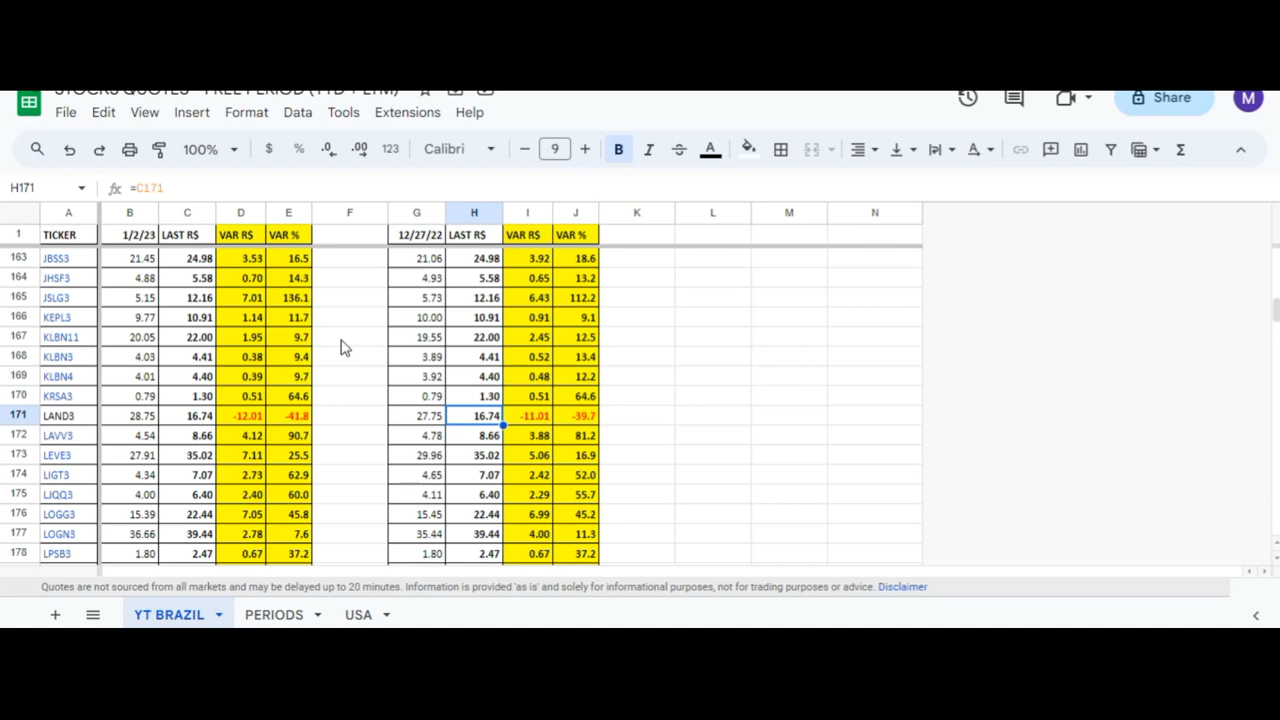 STOCKS QUOTES - FREE PERIOD (YTD + LTM)
M
Share
File Edit View Insert Format Data Tools Extensions Help
100% $ % .0 .00 123 Calibri − 9 + B I A Σ
H171 fx =C171
A B C D E F G H I J K L M N
1 TICKER 1/2/23 LAST R$ VAR R$ VAR % 12/27/22 LAST R$ VAR R$ VAR %
163 JBSS3 21.45 24.98 3.53 16.5 21.06 24.98 3.92 18.6
164 JHSF3 4.88 5.58 0.70 14.3 4.93 5.58 0.65 13.2
165 JSLG3 5.15 12.16 7.01 136.1 5.73 12.16 6.43 112.2
166 KEPL3 9.77 10.91 1.14 11.7 10.00 10.91 0.91 9.1
167 KLBN11 20.05 22.00 1.95 9.7 19.55 22.00 2.45 12.5
168 KLBN3 4.03 4.41 0.38 9.4 3.89 4.41 0.52 13.4
169 KLBN4 4.01 4.40 0.39 9.7 3.92 4.40 0.48 12.2
170 KRSA3 0.79 1.30 0.51 64.6 0.79 1.30 0.51 64.6
171 LAND3 28.75 16.74 -12.01 -41.8 27.75 16.74 -11.01 -39.7
172 LAVV3 4.54 8.66 4.12 90.7 4.78 8.66 3.88 81.2
173 LEVE3 27.91 35.02 7.11 25.5 29.96 35.02 5.06 16.9
174 LIGT3 4.34 7.07 2.73 62.9 4.65 7.07 2.42 52.0
175 LJQQ3 4.00 6.40 2.40 60.0 4.11 6.40 2.29 55.7
176 LOGG3 15.39 22.44 7.05 45.8 15.45 22.44 6.99 45.2
177 LOGN3 36.66 39.44 2.78 7.6 35.44 39.44 4.00 11.3
178 LPSB3 1.80 2.47 0.67 37.2 1.80 2.47 0.67 37.2
Quotes are not sourced from all markets and may be delayed up to 20 minutes. Information is provided 'as is' and solely for informational purposes, not for trading purposes or advice. Disclaimer
+ YT BRAZIL PERIODS USA